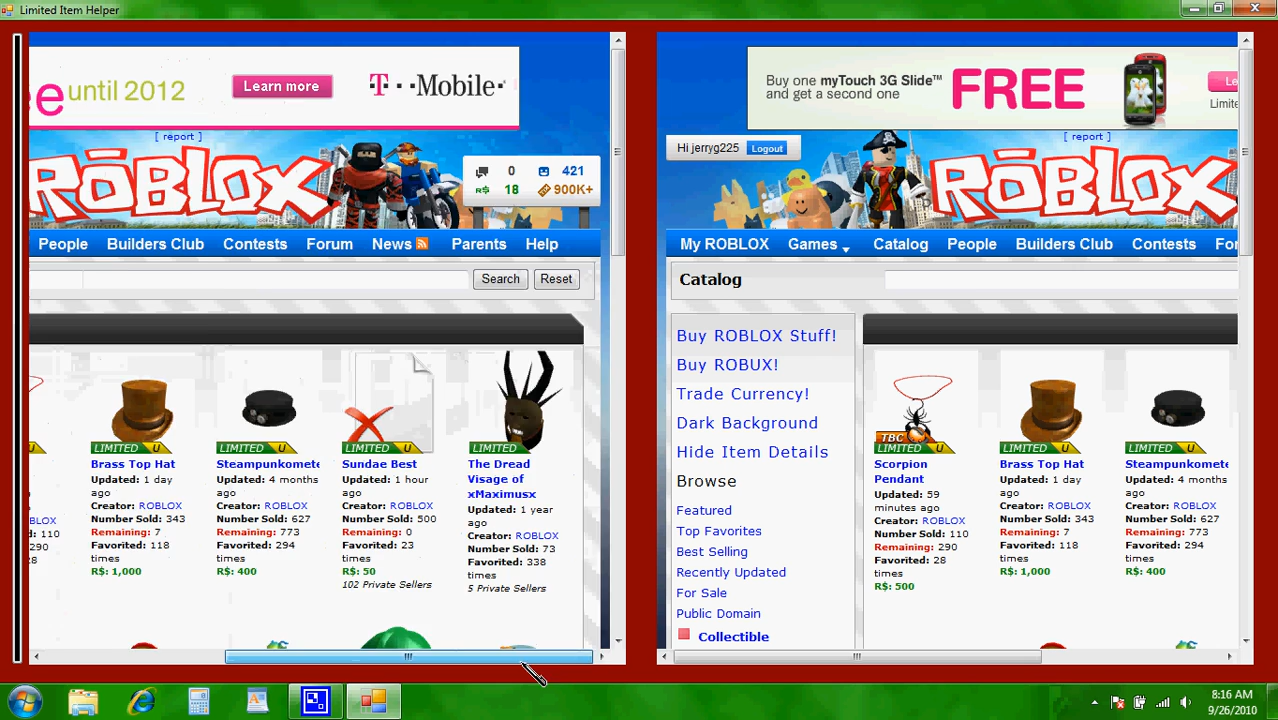 Limited Item Helper
e until 2012
Learn more
T··Mobile·
[ report ]
ROBLOX
0
421
R$ 18
900K+
People
Builders Club
Contests
Forum
News
Parents
Help
Search
Reset
LIMITED U
Brass Top Hat
Updated: 1 day
ago
Creator: ROBLOX
Number Sold: 343
Remaining: 7
Favorited: 118
times
R$: 1,000
LIMITED U
Steampunkomete
Updated: 4 months
ago
Creator: ROBLOX
Number Sold: 627
Remaining: 773
Favorited: 294
times
R$: 400
LIMITED U
Sundae Best
Updated: 1 hour
ago
Creator: ROBLOX
Number Sold: 500
Remaining: 0
Favorited: 23
times
R$: 50
102 Private Sellers
LIMITED
The Dread
Visage of
xMaximusx
Updated: 1 year
ago
Creator: ROBLOX
Number Sold: 73
Favorited: 338
times
5 Private Sellers
Buy one myTouch 3G Slide™
and get a second one
FREE
Le
Limite
Hi jerryg225 Logout
[ report ]
ROBLOX
My ROBLOX
Games
Catalog
People
Builders Club
Contests
For
Catalog
Buy ROBLOX Stuff!
Buy ROBUX!
Trade Currency!
Dark Background
Hide Item Details
Browse
Featured
Top Favorites
Best Selling
Recently Updated
For Sale
Public Domain
Collectible
TBC
LIMITED U
Scorpion
Pendant
Updated: 59
minutes ago
Creator: ROBLOX
Number Sold: 110
Remaining: 290
Favorited: 28
times
R$: 500
LIMITED U
Brass Top Hat
Updated: 1 day
ago
Creator: ROBLOX
Number Sold: 343
Remaining: 7
Favorited: 118
times
R$: 1,000
LIMITED U
Steampunkomete
Updated: 4 months
ago
Creator: ROBLOX
Number Sold: 627
Remaining: 773
Favorited: 294
times
R$: 400
8:16 AM
9/26/2010